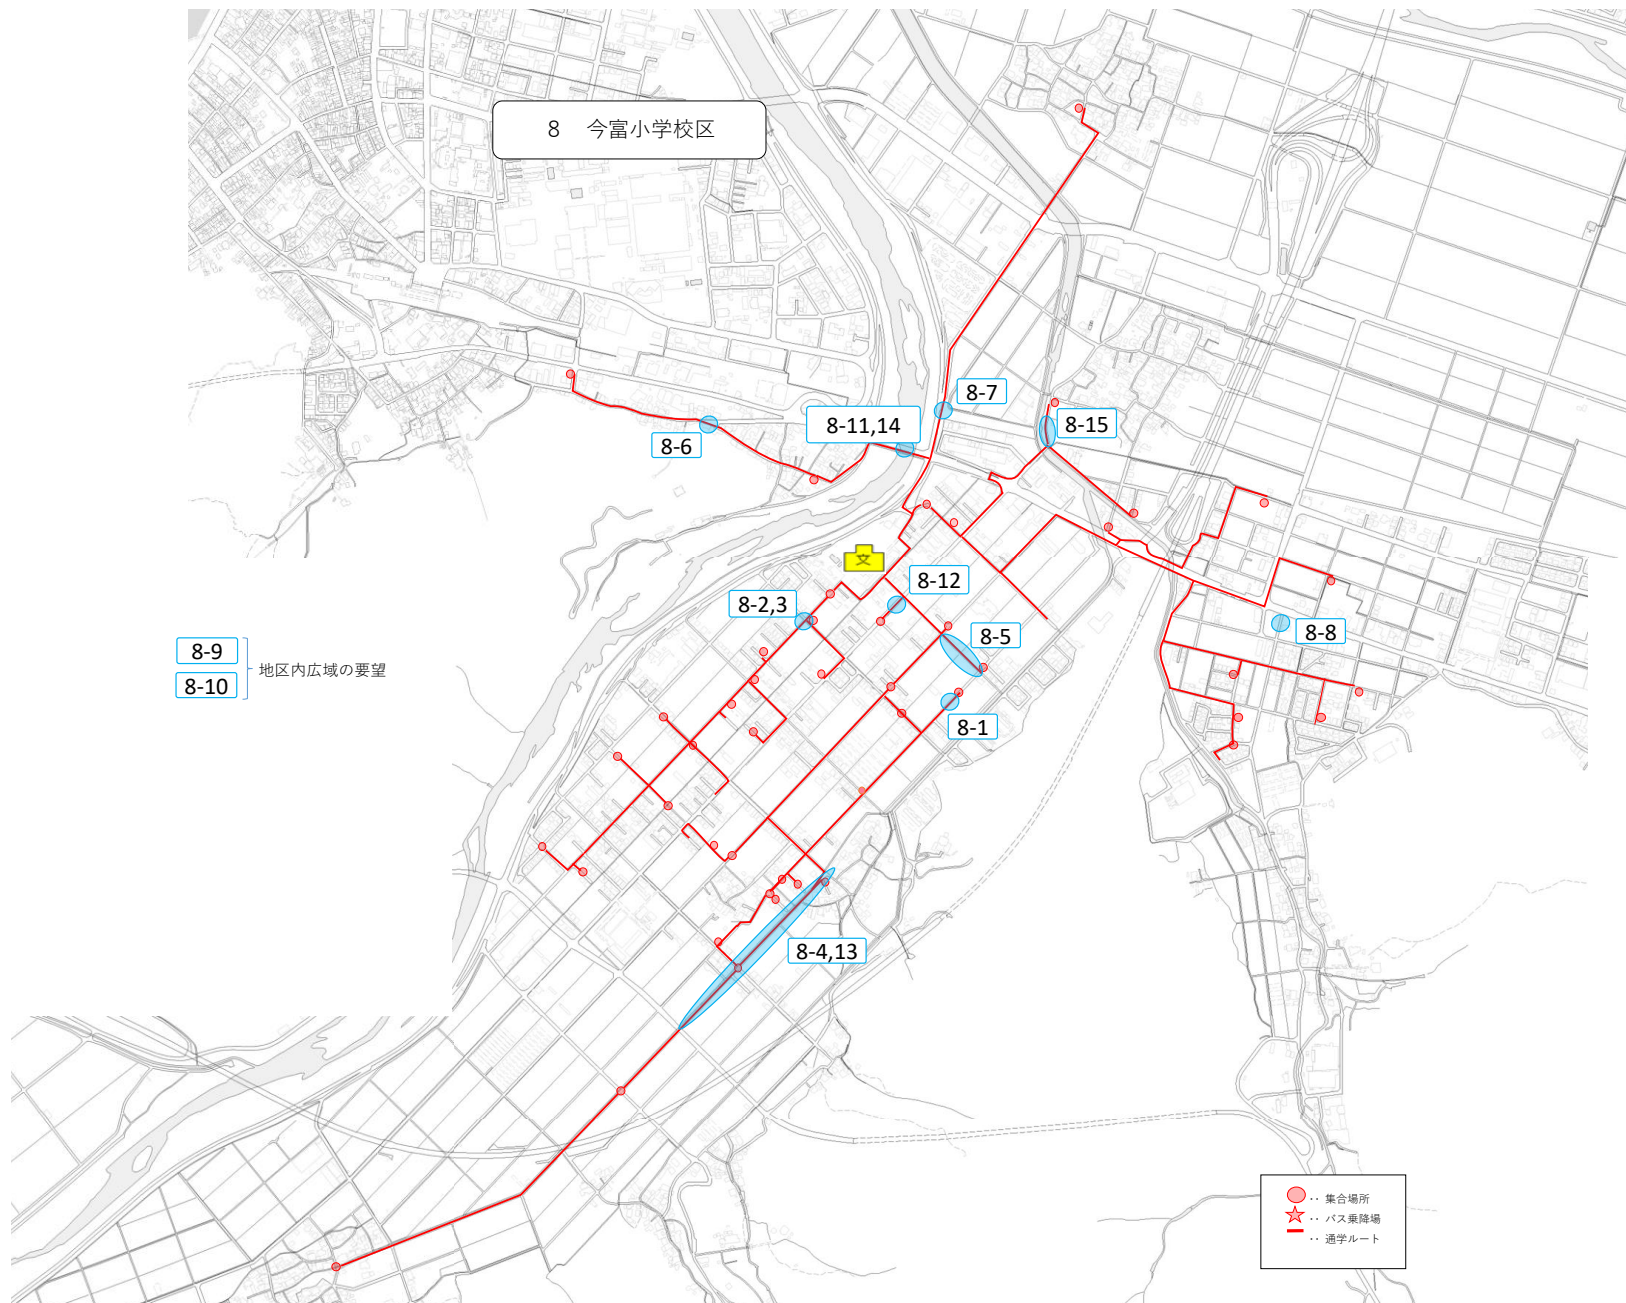 8 今富小学校区
8-7
8-11,14
8-15
8-6
8-12
8-2,3
8-5
8-8
8-9
地区内広域の要望
8-10
8-1
8-4,13
文
‥ 集合場所
‥ バス乗降場
‥ 通学ルート